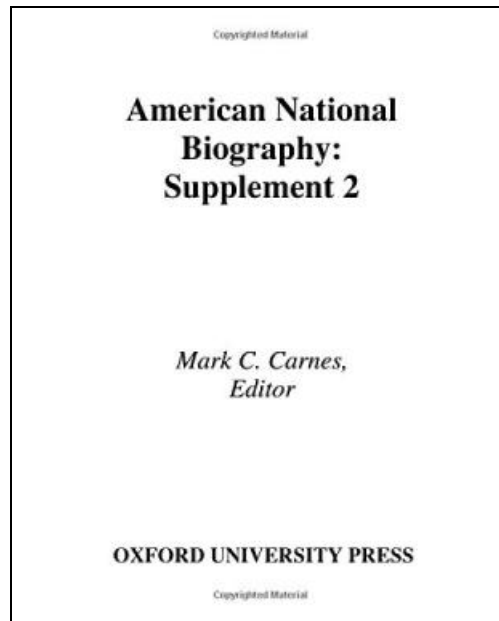 Copyrighted Material
American National
Biography:
Supplement 2
Mark C. Carnes,
Editor
OXFORD UNIVERSITY PRESS
Copyrighted Material